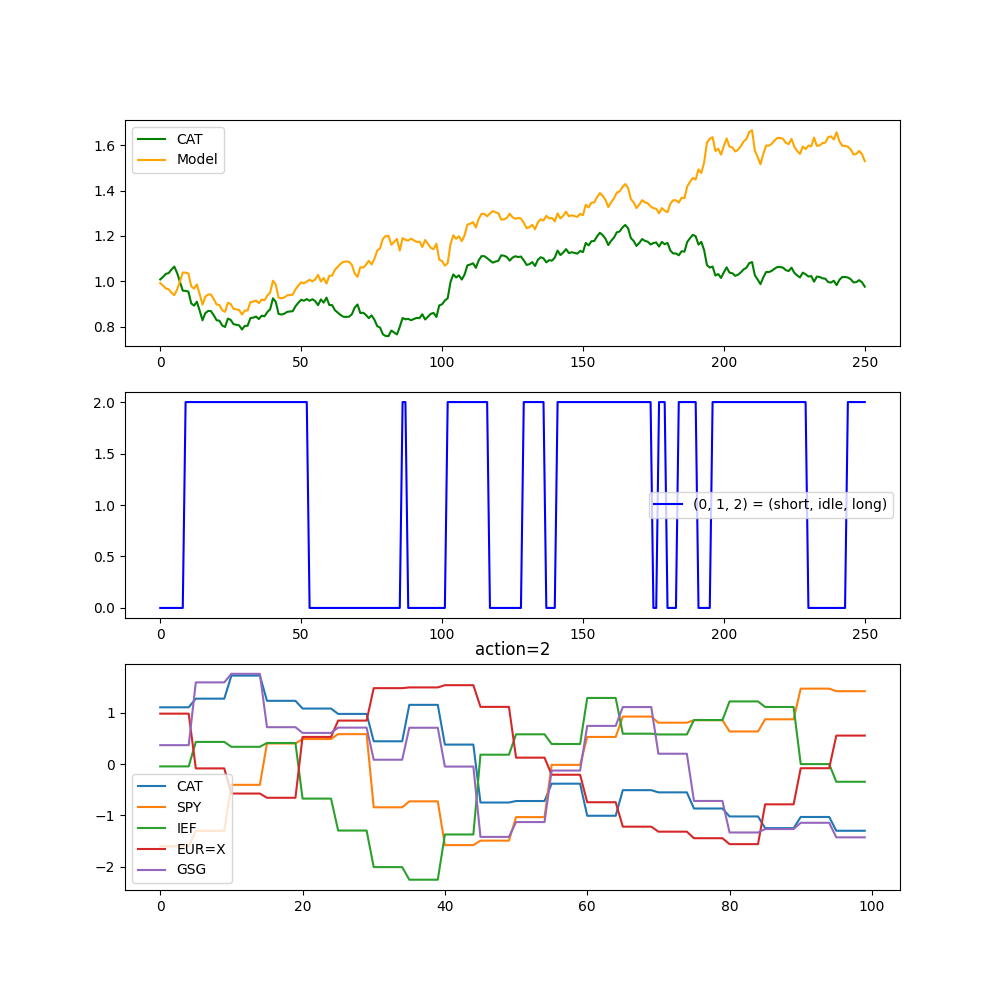 CAT
Model
1.6
1.4
1.2
1.0
0.8
0 50 100 150 200 250
2.0
1.5
1.0
0.5
0.0
(0, 1, 2) = (short, idle, long)
0 50 100 150 200 250
action=2
1
0
−1
−2
CAT
SPY
IEF
EUR=X
GSG
0 20 40 60 80 100